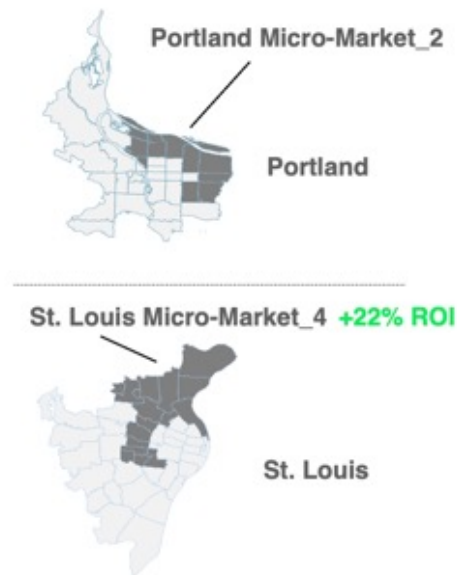 Portland Micro-Market_2
Portland
St. Louis Micro-Market_4 +22% ROI
St. Louis